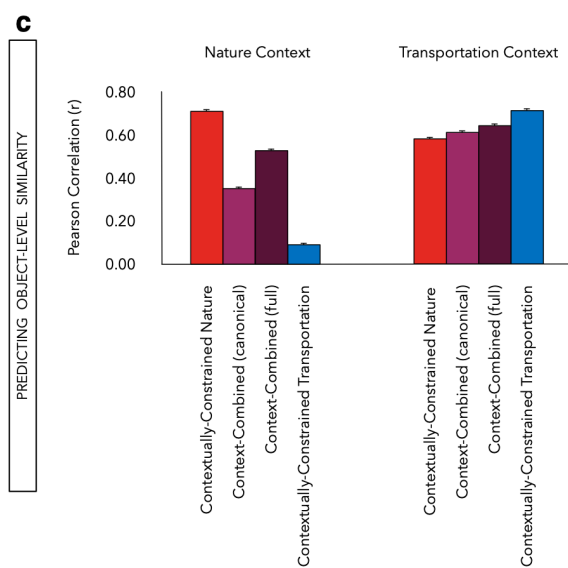 C
PREDICTING OBJECT-LEVEL SIMILARITY
Nature Context
Transportation Context
Pearson Correlation (r)
0.80
0.60
0.40
0.20
0.00
Contextually-Constrained Nature
Context-Combined (canonical)
Context-Combined (full)
Contextually-Constrained Transportation
Contextually-Constrained Nature
Context-Combined (canonical)
Context-Combined (full)
Contextually-Constrained Transportation